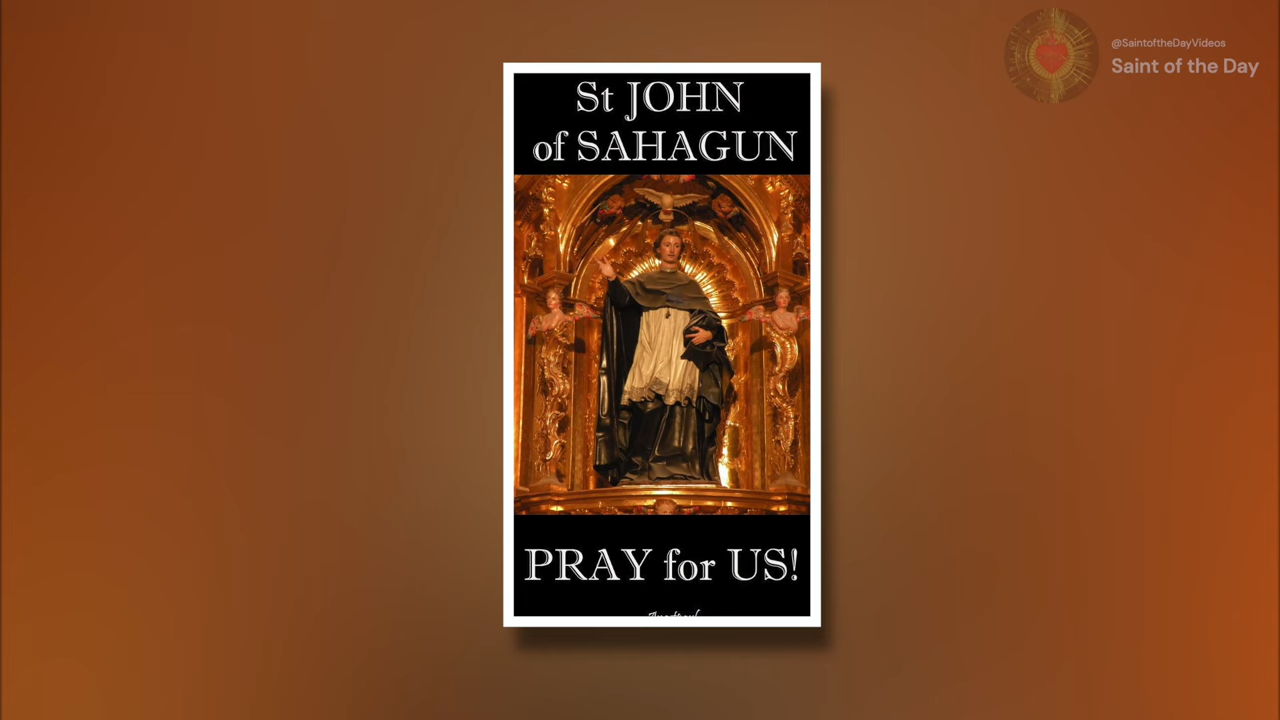 @SaintoftheDayVideos
Saint of the Day
St JOHN
of SAHAGUN
PRAY for US!